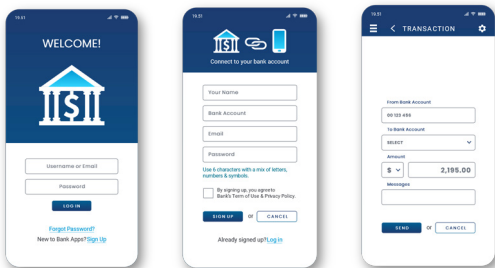 19.51
WELCOME!
$
Username or Email
Password
LOG IN
Forgot Password?
New to Bank Apps?Sign Up
19.51
$
Connect to your bank account
Your Name
Bank Account
Email
Password
Use 6 characters with a mix of letters,
numbers & symbols.
By signing up, you agree to
Bank's Term of Use & Privacy Policy.
SIGN UP or CANCEL
Already signed up?Log in
19.51
< TRANSACTION
From Bank Account
00 123 456
To Bank Account
SELECT
Amount
$ 2,195.00
Messages
SEND or CANCEL